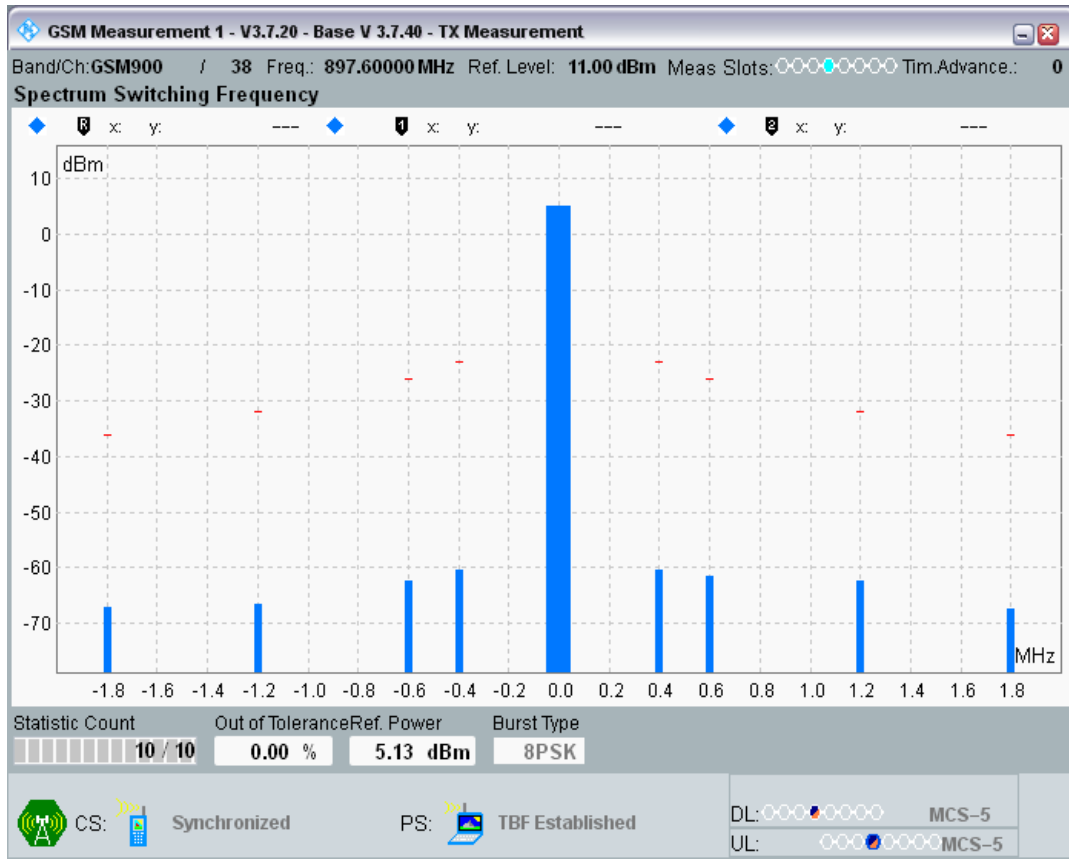 GSM Measurement 1 - V3.7.20 - Base V 3.7.40 - TX Measurement
Band/Ch:GSM900 / 38 Freq.: 897.60000 MHz Ref. Level: 11.00 dBm Meas Slots: Tim.Advance.: 0
Spectrum Switching Frequency
R x: y: --- 1 x: y: --- 2 x: y: ---
dBm
10
0
-10
-20
-30
-40
-50
-60
-70
MHz
-1.8 -1.6 -1.4 -1.2 -1.0 -0.8 -0.6 -0.4 -0.2 0.0 0.2 0.4 0.6 0.8 1.0 1.2 1.4 1.6 1.8
Statistic Count Out of Tolerance Ref. Power Burst Type
10 / 10 0.00 % 5.13 dBm 8PSK
CS: Synchronized PS: TBF Established DL: MCS-5
UL: MCS-5